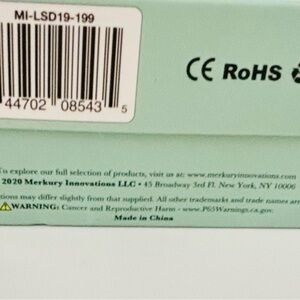 MI-LSD19-199
44702 08543 5
CE RoHS
To explore our full selection of products, visit us at: www.merkuryinnovations.com
2020 Merkury Innovations LLC • 45 Broadway 3rd Fl. New York, NY 10006
tions may differ slightly from that supplied. All other trademarks and trade names are
⚠WARNING: Cancer and Reproductive Harm - www.P65Warnings.ca.gov.
Made in China